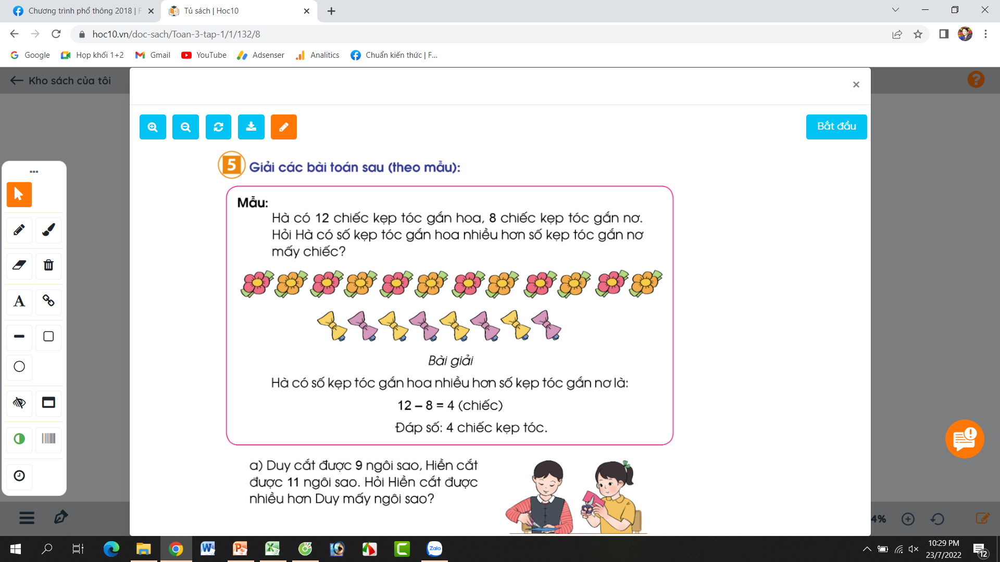 Chương trình phổ thông 2018 | F
Tủ sách | Hoc10
hoc10.vn/doc-sach/Toan-3-tap-1/1/132/8
Google
Họp khối 1+2
Gmail
YouTube
Adsenser
Analitics
Chuẩn kiến thức | F...
Kho sách của tôi
Bắt đầu
5 Giải các bài toán sau (theo mẫu):
Mẫu:
Hà có 12 chiếc kẹp tóc gắn hoa, 8 chiếc kẹp tóc gắn nơ.
Hỏi Hà có số kẹp tóc gắn hoa nhiều hơn số kẹp tóc gắn nơ
mấy chiếc?
Bài giải
Hà có số kẹp tóc gắn hoa nhiều hơn số kẹp tóc gắn nơ là:
12 – 8 = 4 (chiếc)
Đáp số: 4 chiếc kẹp tóc.
a) Duy cắt được 9 ngôi sao, Hiền cắt
được 11 ngôi sao. Hỏi Hiền cắt được
nhiều hơn Duy mấy ngôi sao?
4%
Zalo
10:29 PM
23/7/2022
12